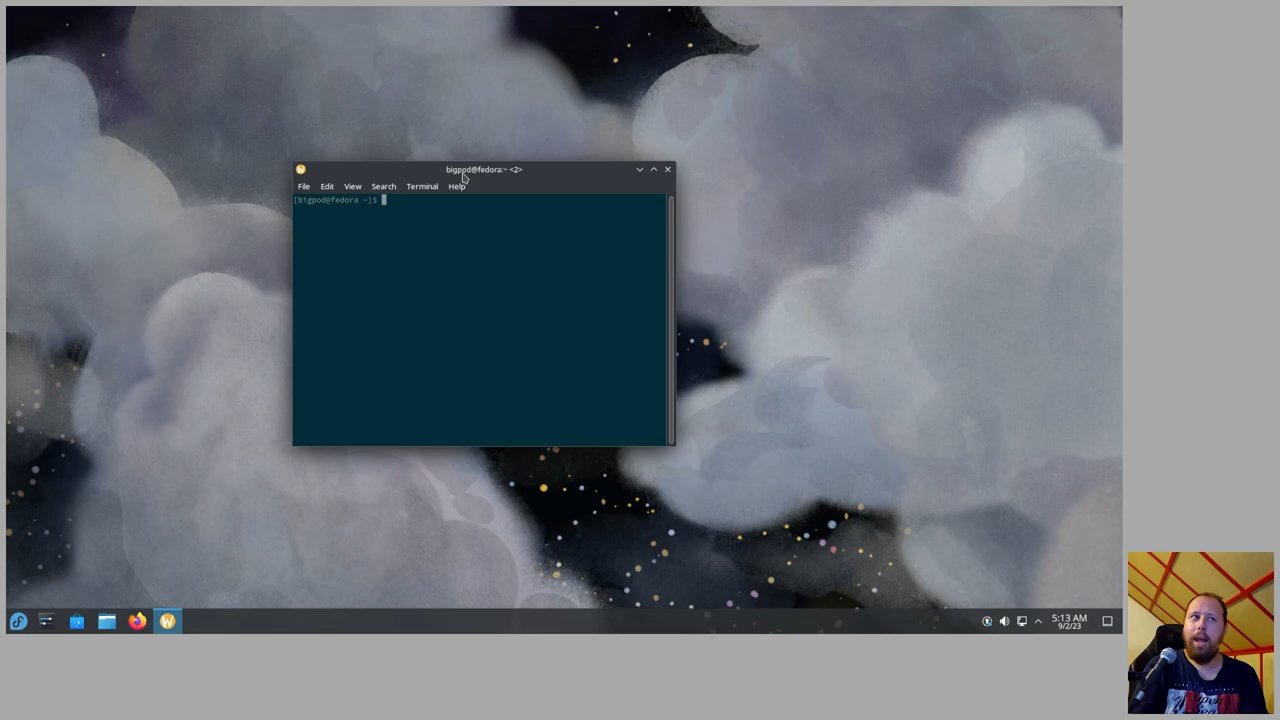 bigpod@fedora:~ <2>
File Edit View Search Terminal Help
[bigpod@fedora ~]$
5:13 AM
9/2/23